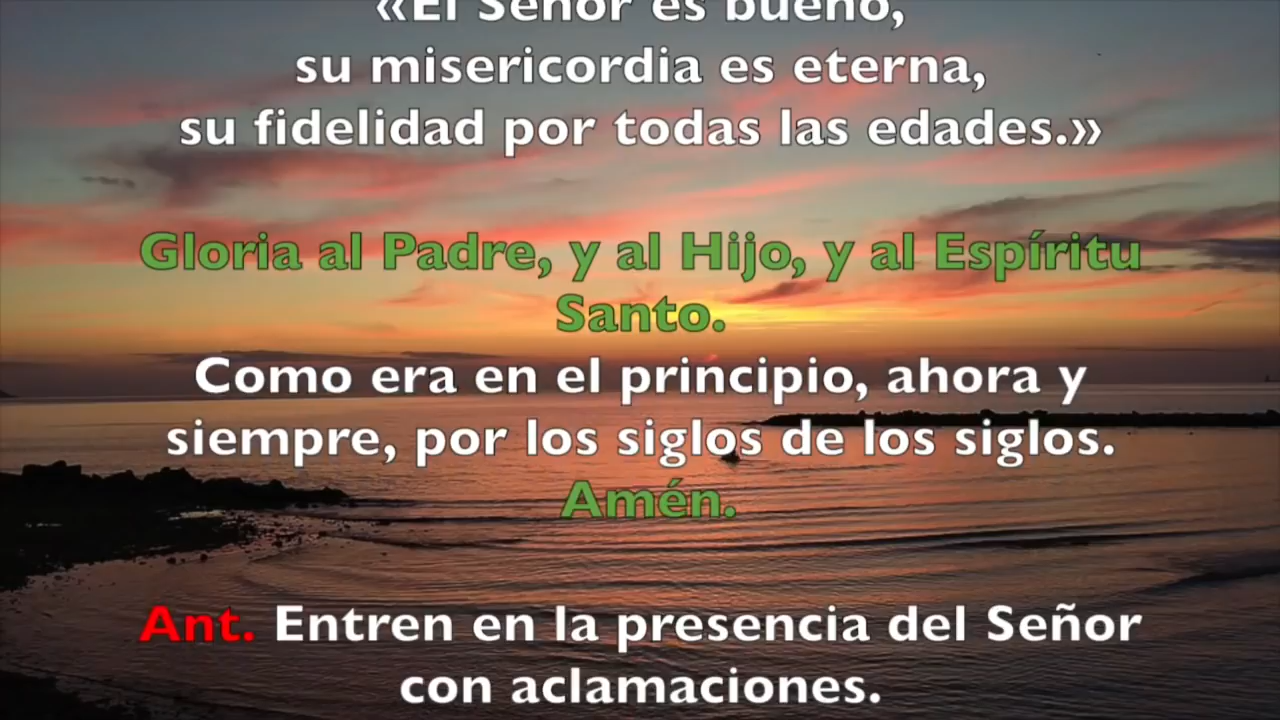 «El Señor es bueno,
su misericordia es eterna,
su fidelidad por todas las edades.»
Gloria al Padre, y al Hijo, y al Espíritu
Santo.
Como era en el principio, ahora y
siempre, por los siglos de los siglos.
Amén.
Ant. Entren en la presencia del Señor
con aclamaciones.